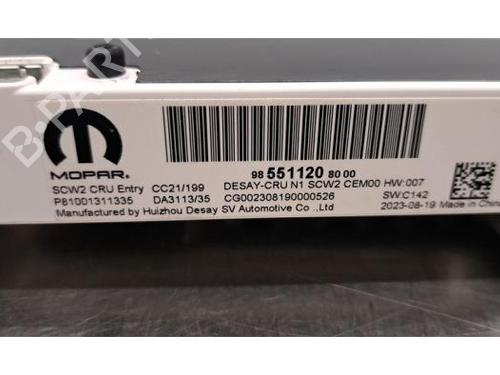 B-PARTS
MOPAR.
98 551120 80 00
SCW2 CRU Entry CC21/199 DESAY-CRU N1 SCW2 CEM00 HW:007
P81001311335 DA3113/35 CG002308190000526 SW:C142
Manufactured by Huizhou Desay SV Automotive Co .,Ltd 2023-08-19 Made in China